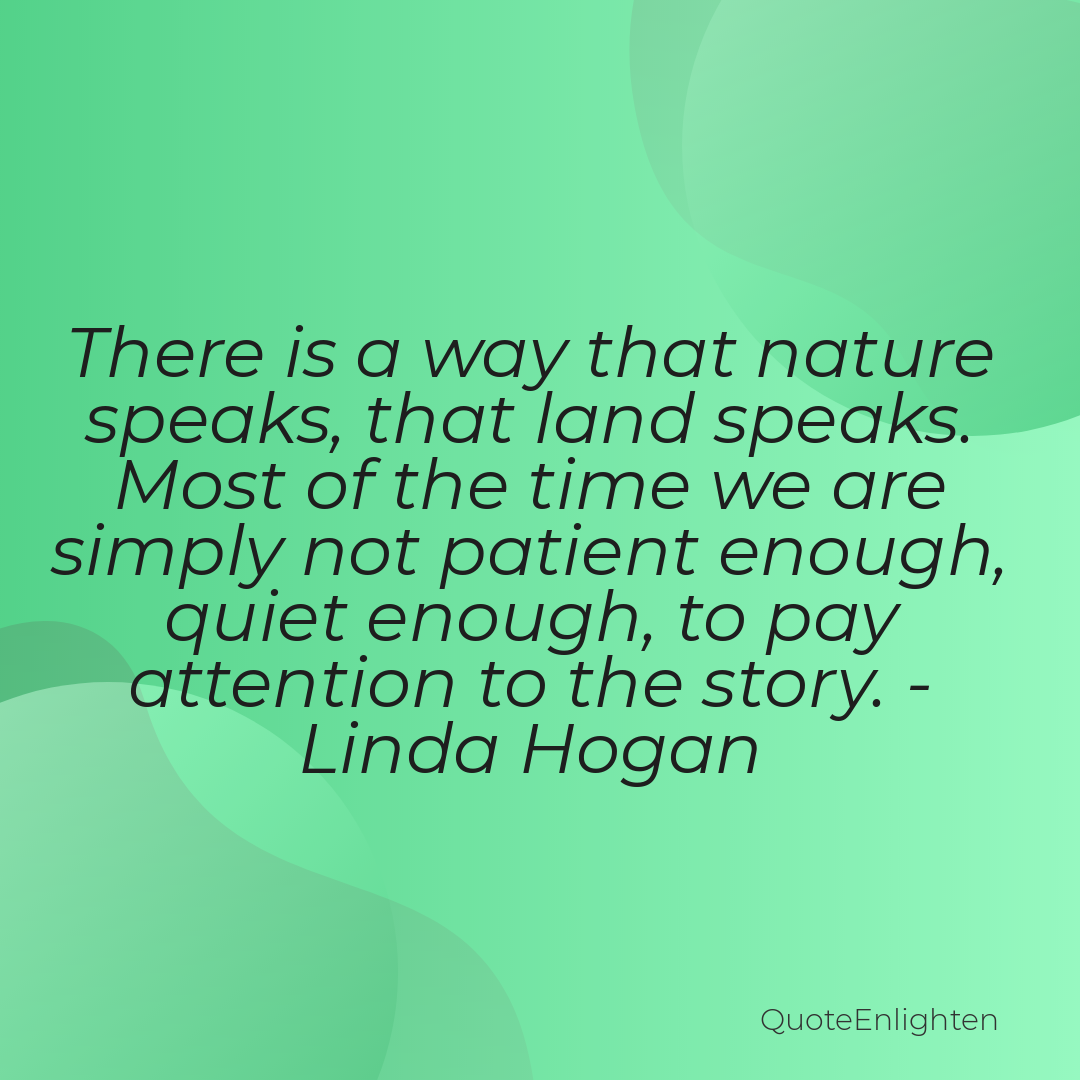 There is a way that nature
speaks, that land speaks.
Most of the time we are
simply not patient enough,
quiet enough, to pay
attention to the story. -
Linda Hogan
QuoteEnlighten